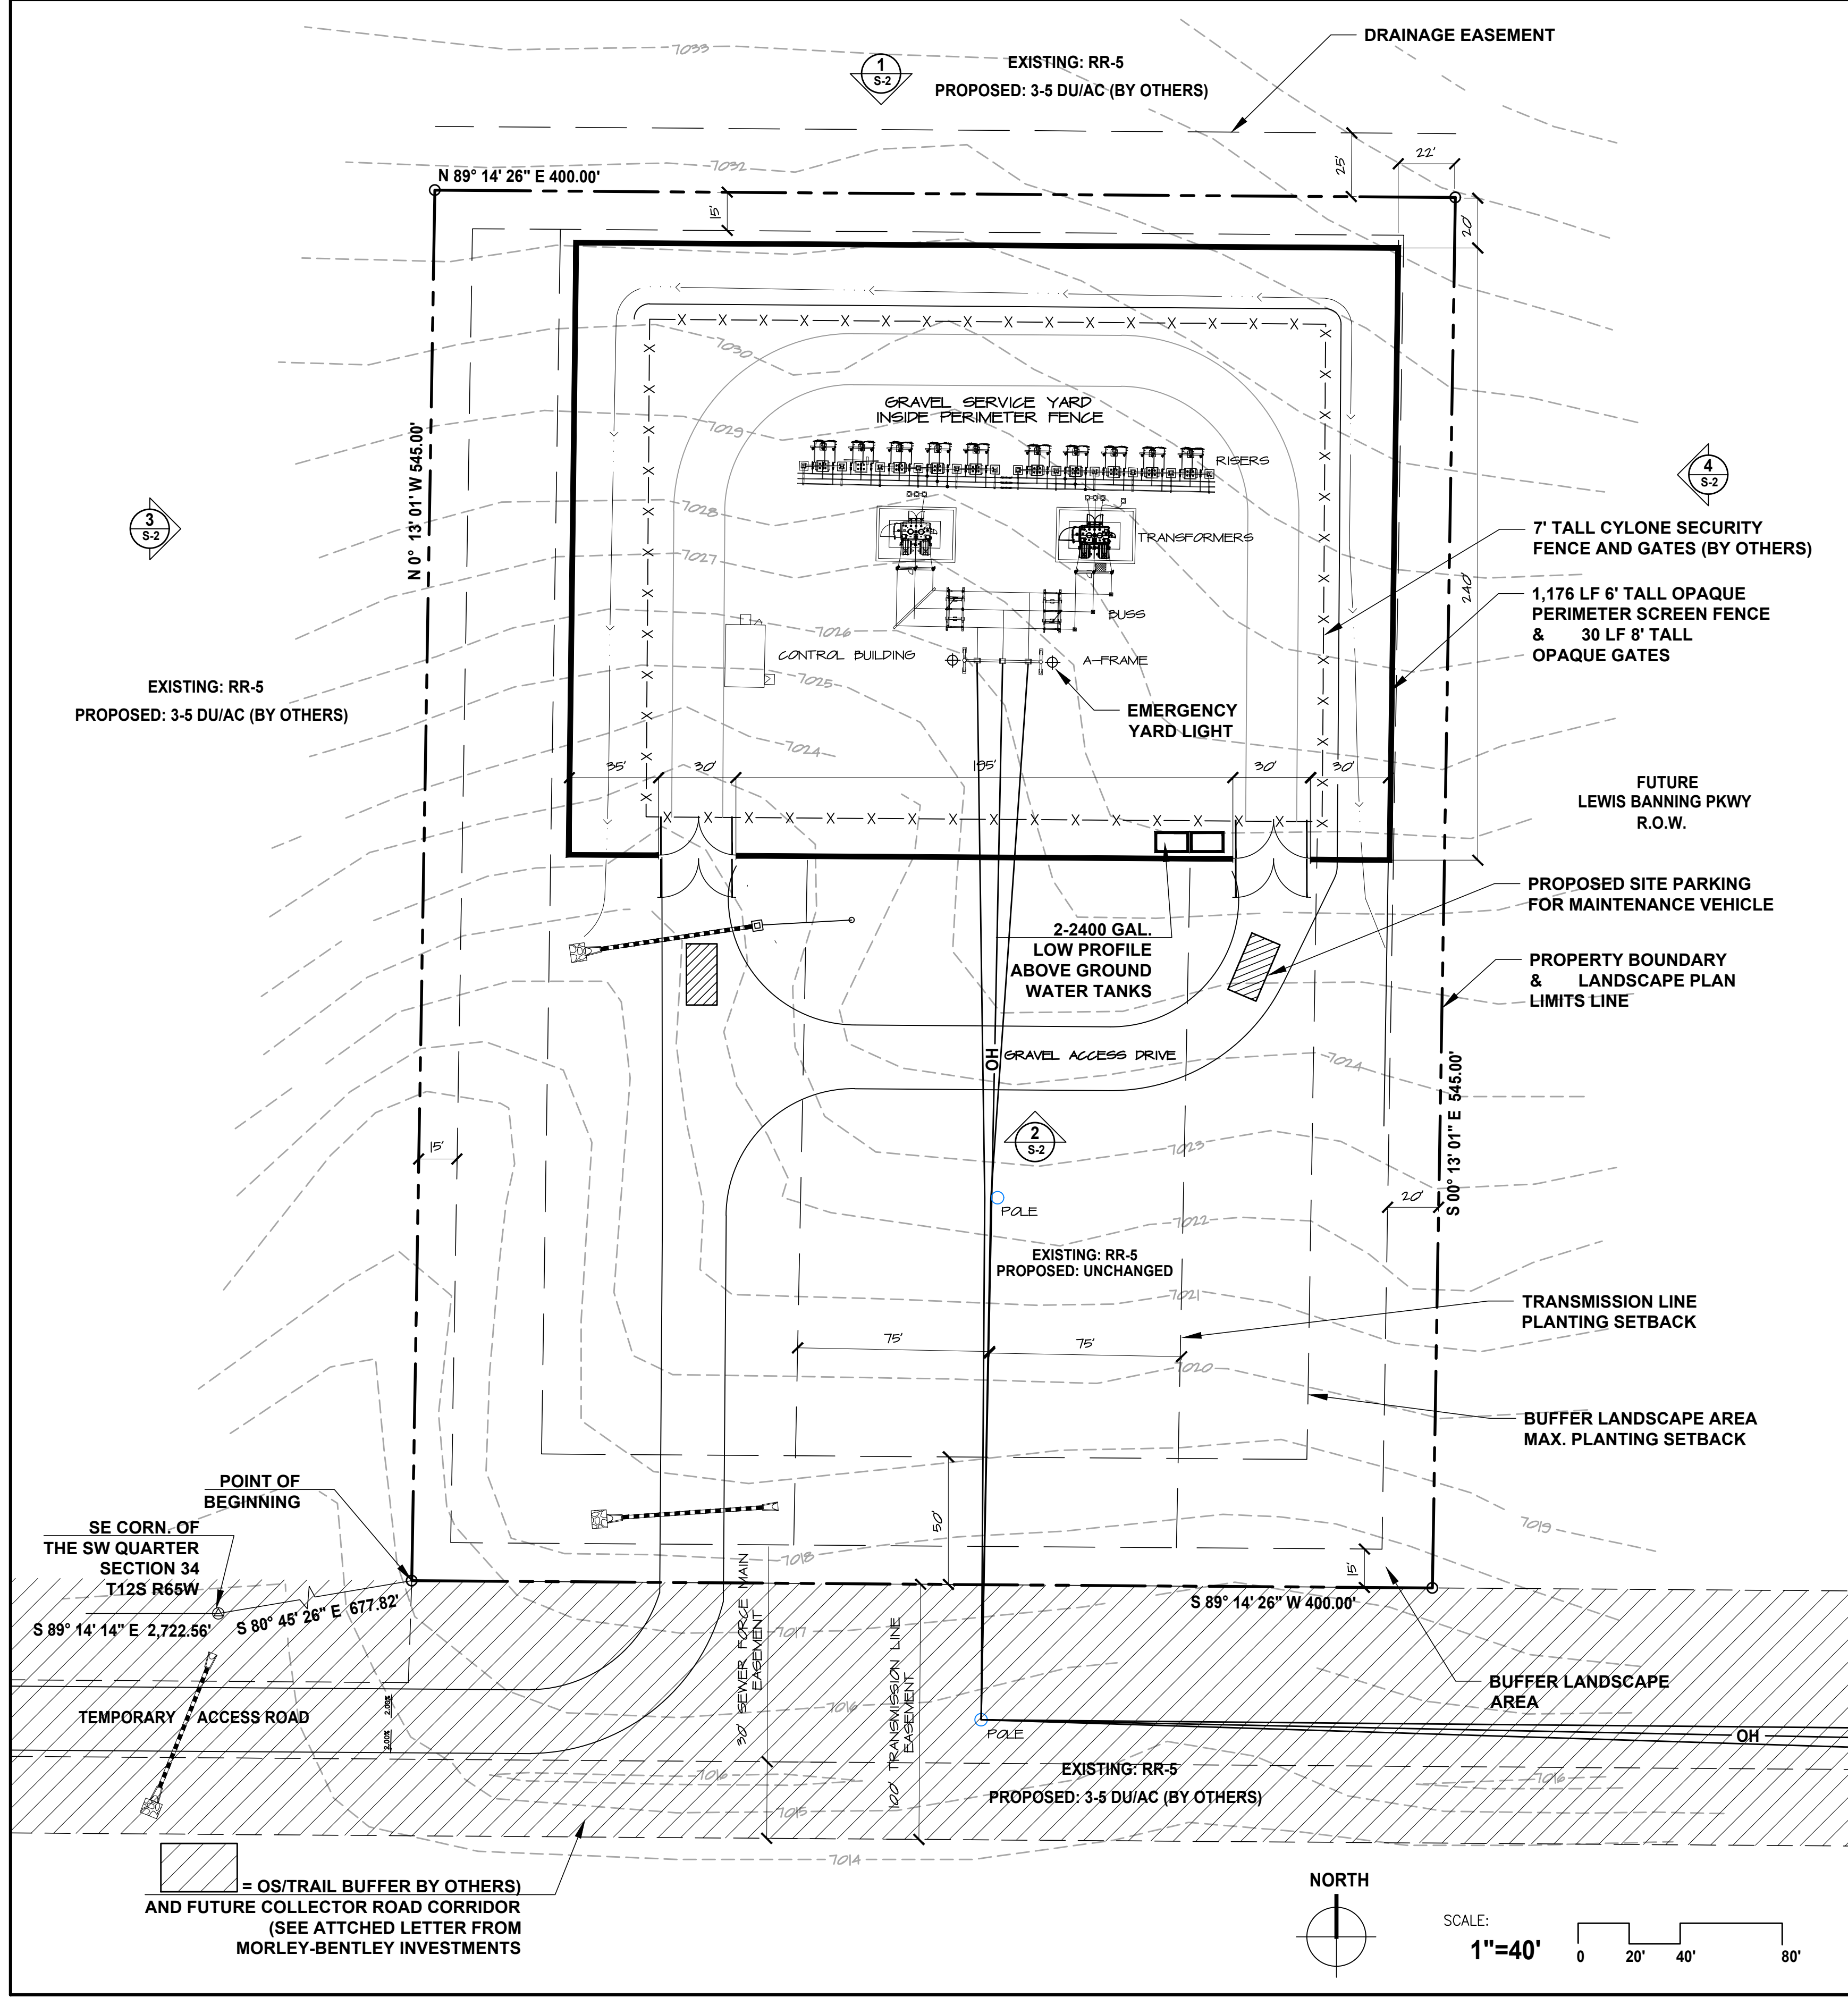 7033
DRAINAGE EASEMENT
1
S-2
EXISTING: RR-5
PROPOSED: 3-5 DU/AC (BY OTHERS)
7032
25'
22'
N 89° 14' 26" E 400.00'
15'
20'
7030
GRAVEL SERVICE YARD
INSIDE PERIMETER FENCE
7029
RISERS
N 0° 13' 01' W 545.00'
4
S-2
3
S-2
7028
TRANSFORMERS
7' TALL CYLONE SECURITY
FENCE AND GATES (BY OTHERS)
7027
240'
1,176 LF 6' TALL OPAQUE
PERIMETER SCREEN FENCE
& 30 LF 8' TALL
OPAQUE GATES
BUSS
7026
CONTROL BUILDING
A-FRAME
7025
EXISTING: RR-5
PROPOSED: 3-5 DU/AC (BY OTHERS)
EMERGENCY
YARD LIGHT
7024
35'
30'
195'
30'
30'
FUTURE
LEWIS BANNING PKWY
R.O.W.
PROPOSED SITE PARKING
FOR MAINTENANCE VEHICLE
2-2400 GAL.
LOW PROFILE
ABOVE GROUND
WATER TANKS
PROPERTY BOUNDARY
& LANDSCAPE PLAN
LIMITS LINE
OH
GRAVEL ACCESS DRIVE
7024
S 00° 13' 01" E 545.00'
2
S-2
7023
15'
20'
POLE
7022
EXISTING: RR-5
PROPOSED: UNCHANGED
7021
TRANSMISSION LINE
PLANTING SETBACK
75'
75'
7020
BUFFER LANDSCAPE AREA
MAX. PLANTING SETBACK
POINT OF
BEGINNING
50'
7019
SE CORN. OF
THE SW QUARTER
SECTION 34
T12S R65W
7018
15'
S 89° 14' 14" E 2,722.56'
S 80° 45' 26" E 677.82'
S 89° 14' 26" W 400.00'
7017
30' SEWER FORCE MAIN
EASEMENT
100' TRANSMISSION LINE
EASEMENT
BUFFER LANDSCAPE
AREA
7016
TEMPORARY ACCESS ROAD
2.00%
2.00%
POLE
OH
EXISTING: RR-5
PROPOSED: 3-5 DU/AC (BY OTHERS)
7016
7016
7015
7014
= OS/TRAIL BUFFER BY OTHERS)
AND FUTURE COLLECTOR ROAD CORRIDOR
(SEE ATTCHED LETTER FROM
MORLEY-BENTLEY INVESTMENTS
NORTH
SCALE:
1"=40'
0 20' 40' 80'